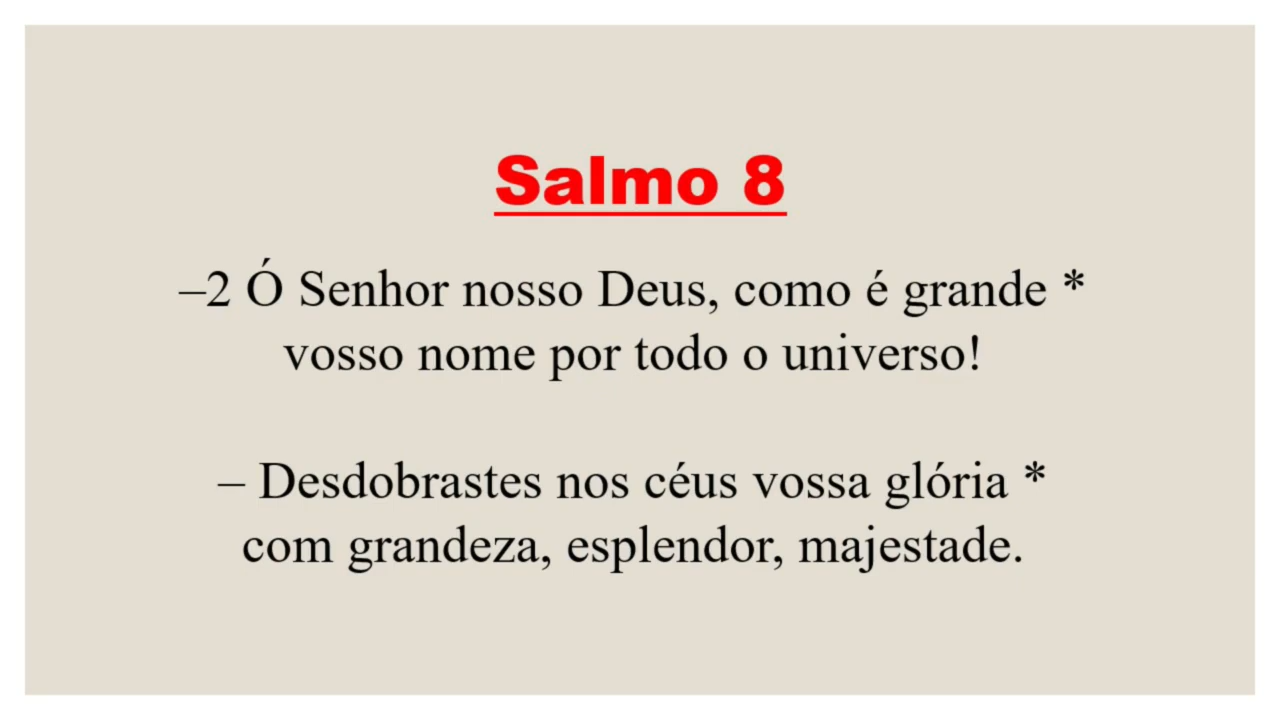 Salmo 8
–2 Ó Senhor nosso Deus, como é grande *
vosso nome por todo o universo!
– Desdobrastes nos céus vossa glória *
com grandeza, esplendor, majestade.